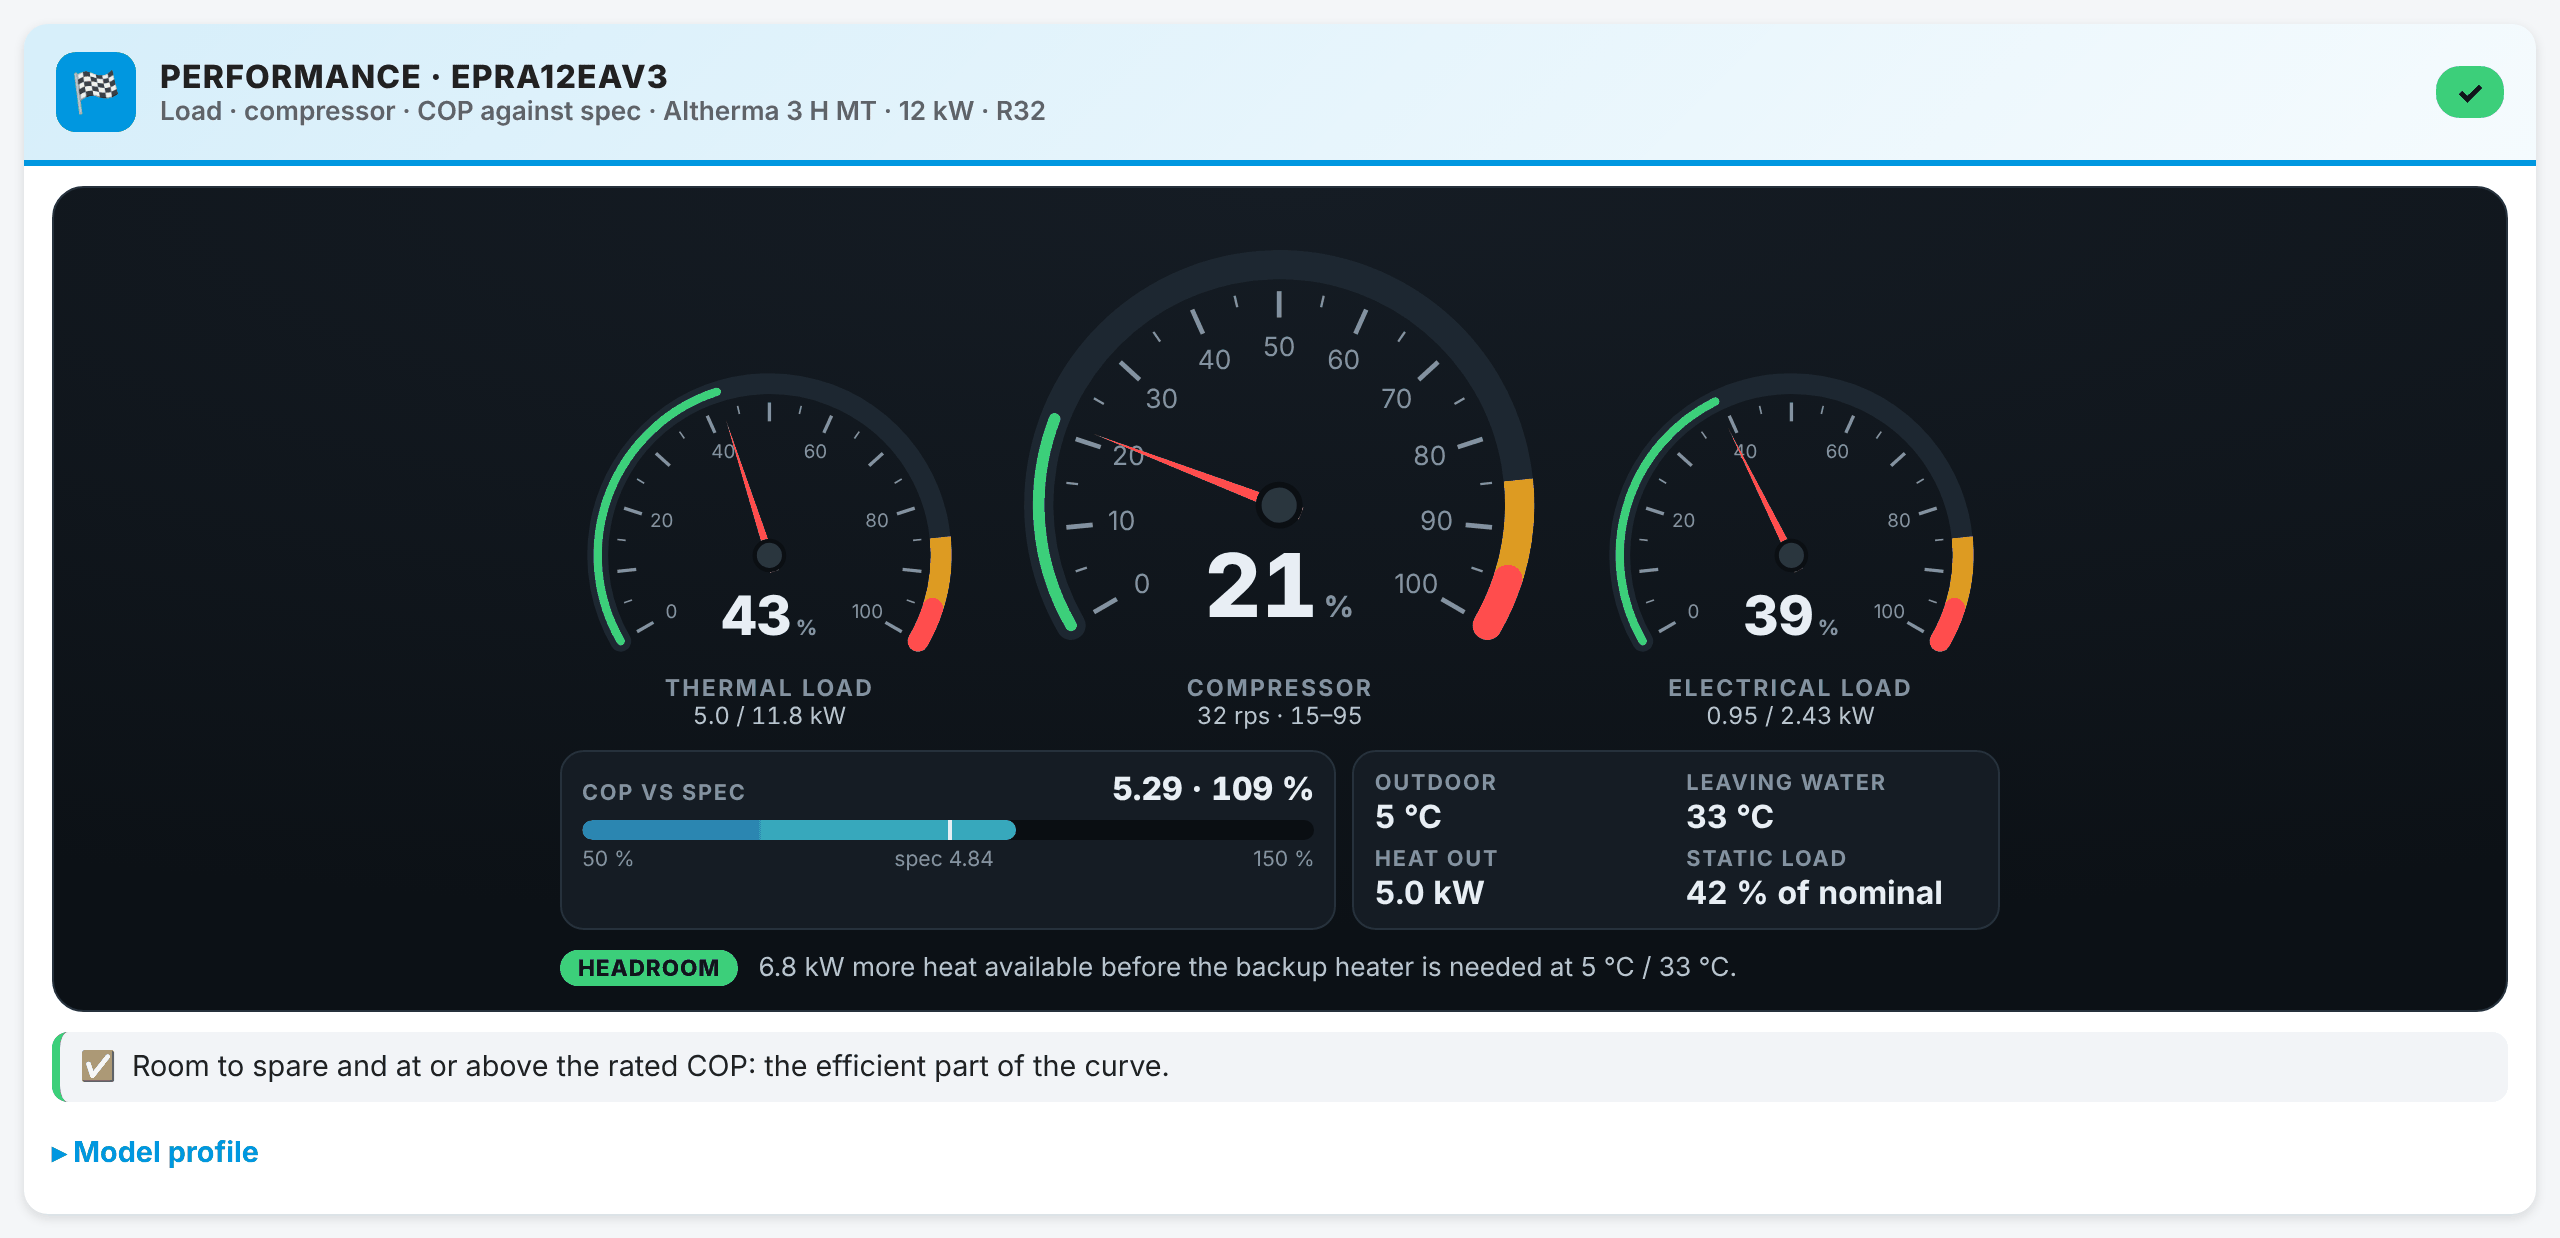 PERFORMANCE · EPRA12EAV3
Load · compressor · COP against spec · Altherma 3 H MT · 12 kW · R32
0
20
40
60
80
100
43 %
THERMAL LOAD
5.0 / 11.8 kW
0
10
20
30
40
50
60
70
80
90
100
21 %
COMPRESSOR
32 rps · 15–95
0
20
40
60
80
100
39 %
ELECTRICAL LOAD
0.95 / 2.43 kW
COP VS SPEC 5.29 · 109 %
50 % spec 4.84 150 %
OUTDOOR
5 °C
LEAVING WATER
33 °C
HEAT OUT
5.0 kW
STATIC LOAD
42 % of nominal
HEADROOM 6.8 kW more heat available before the backup heater is needed at 5 °C / 33 °C.
Room to spare and at or above the rated COP: the efficient part of the curve.
▸ Model profile